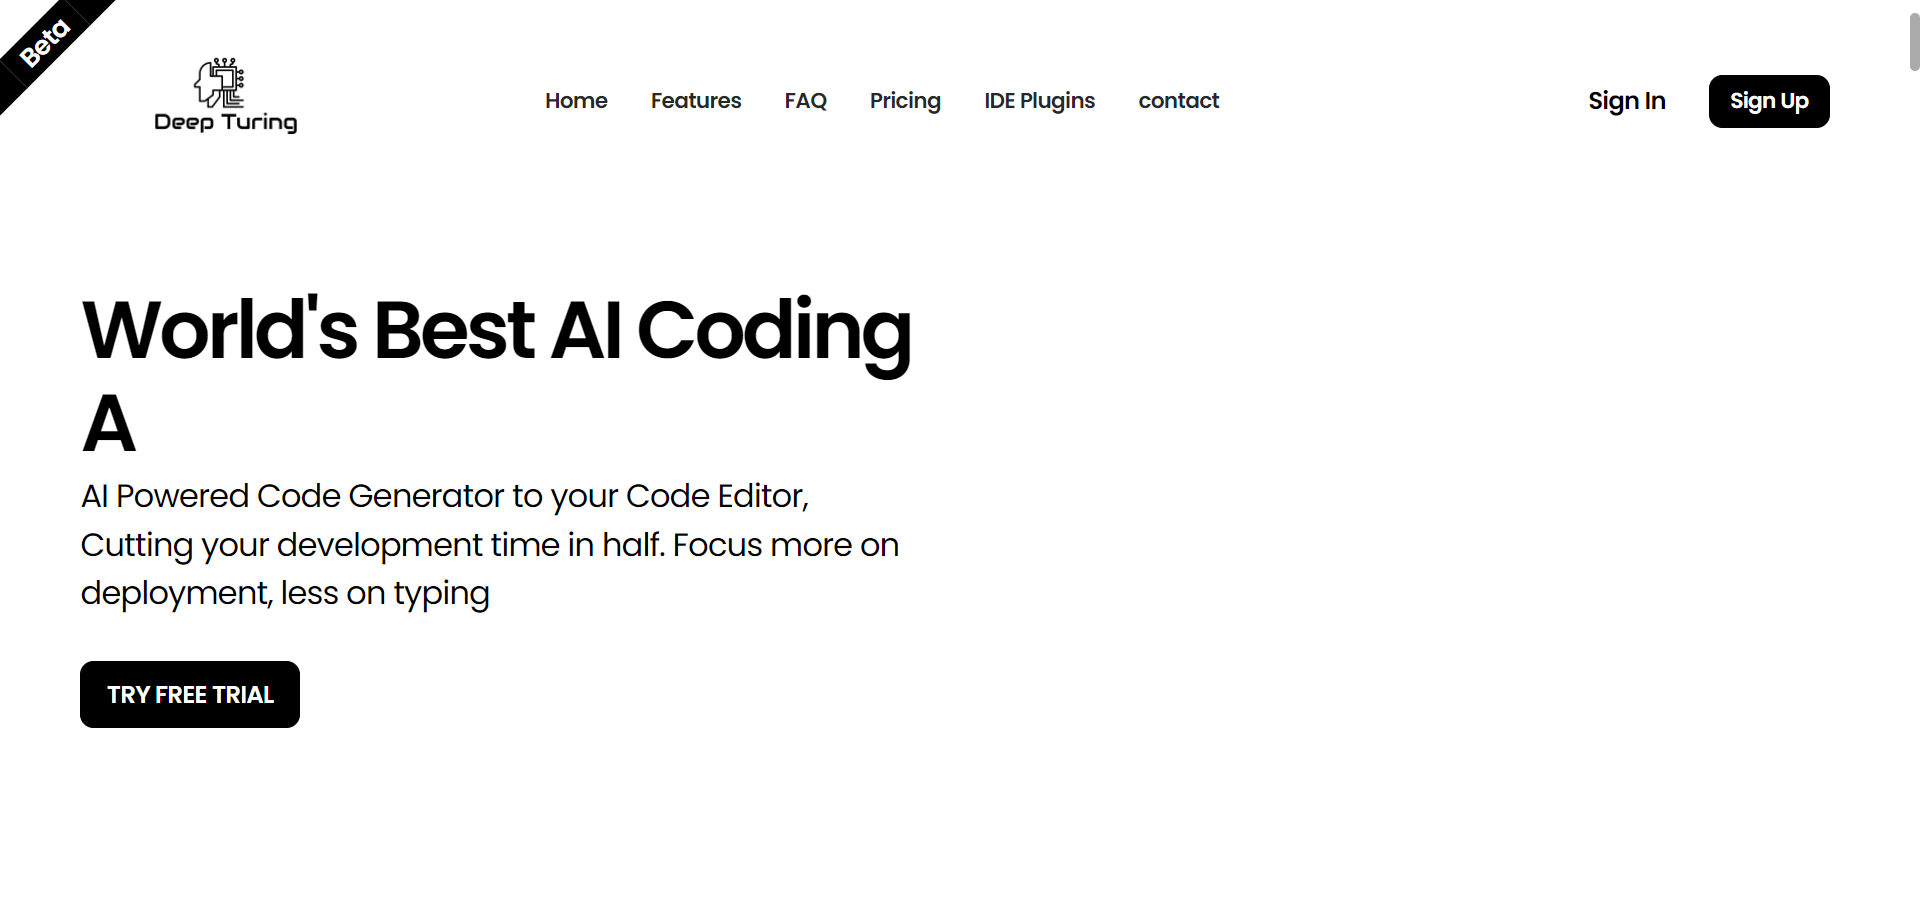 Beta
Deep Turing
Home Features FAQ Pricing IDE Plugins contact
Sign In Sign Up
World's Best AI Coding
A
AI Powered Code Generator to your Code Editor,
Cutting your development time in half. Focus more on
deployment, less on typing
TRY FREE TRIAL